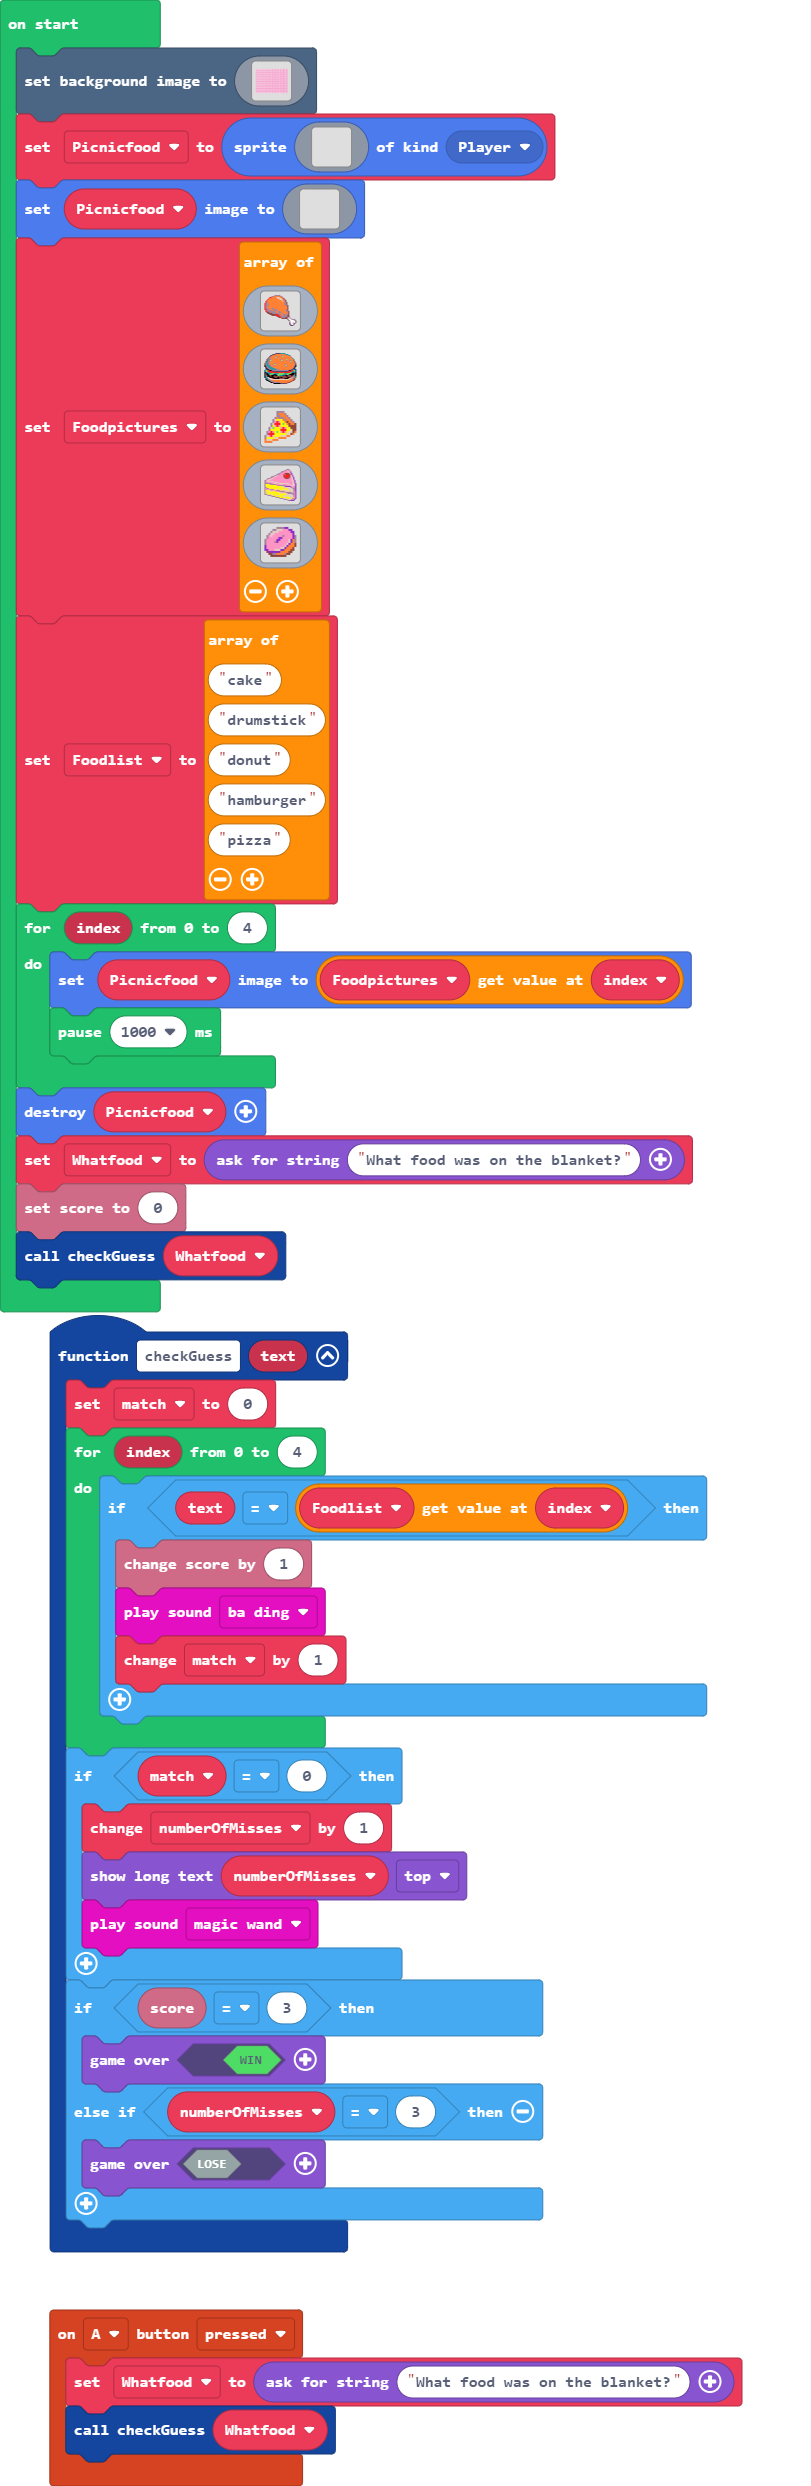 on start
set background image to
set Picnicfood to sprite of kind Player
set Picnicfood image to
array of
set Foodpictures to
array of
"cake"
"drumstick"
set Foodlist to "donut"
"hamburger"
"pizza"
for index from 0 to 4
do
set Picnicfood image to Foodpictures get value at index
pause 1000 ms
destroy Picnicfood
set Whatfood to ask for string "What food was on the blanket?"
set score to 0
call checkGuess Whatfood
function checkGuess text
set match to 0
for index from 0 to 4
do
if text = Foodlist get value at index then
change score by 1
play sound ba ding
change match by 1
if match = 0 then
change numberOfMisses by 1
show long text numberOfMisses top
play sound magic wand
if score = 3 then
game over WIN
else if numberOfMisses = 3 then
game over LOSE
on A button pressed
set Whatfood to ask for string "What food was on the blanket?"
call checkGuess Whatfood